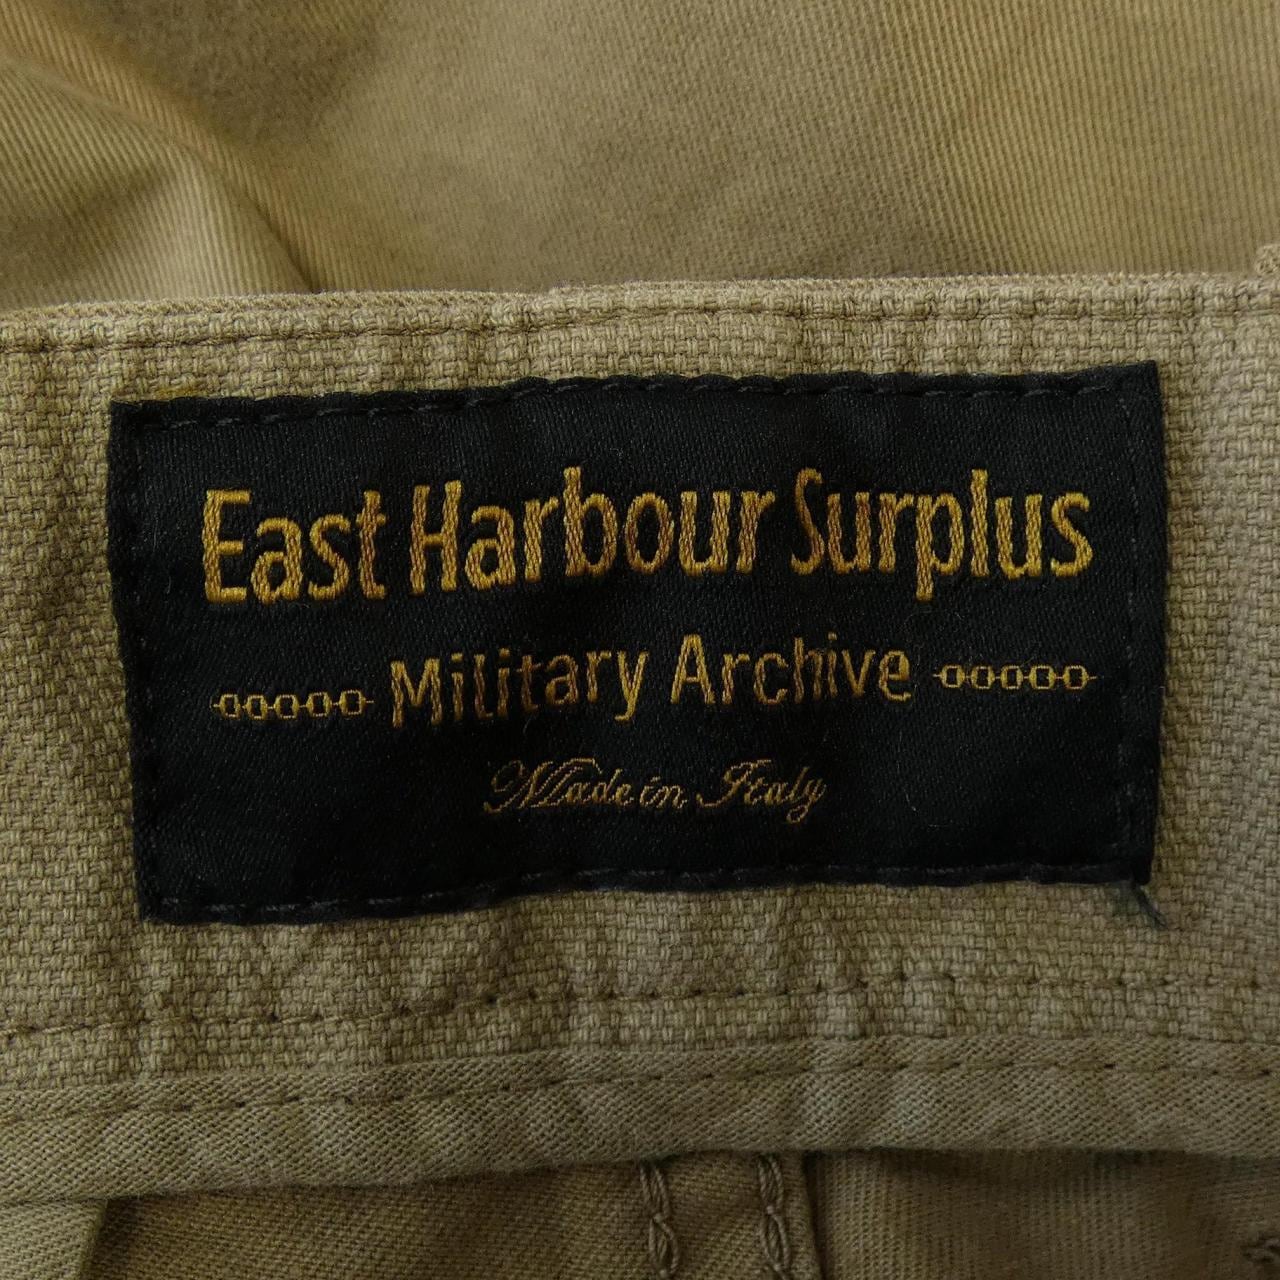 East Harbour Surplus
Military Archive
Made in Italy